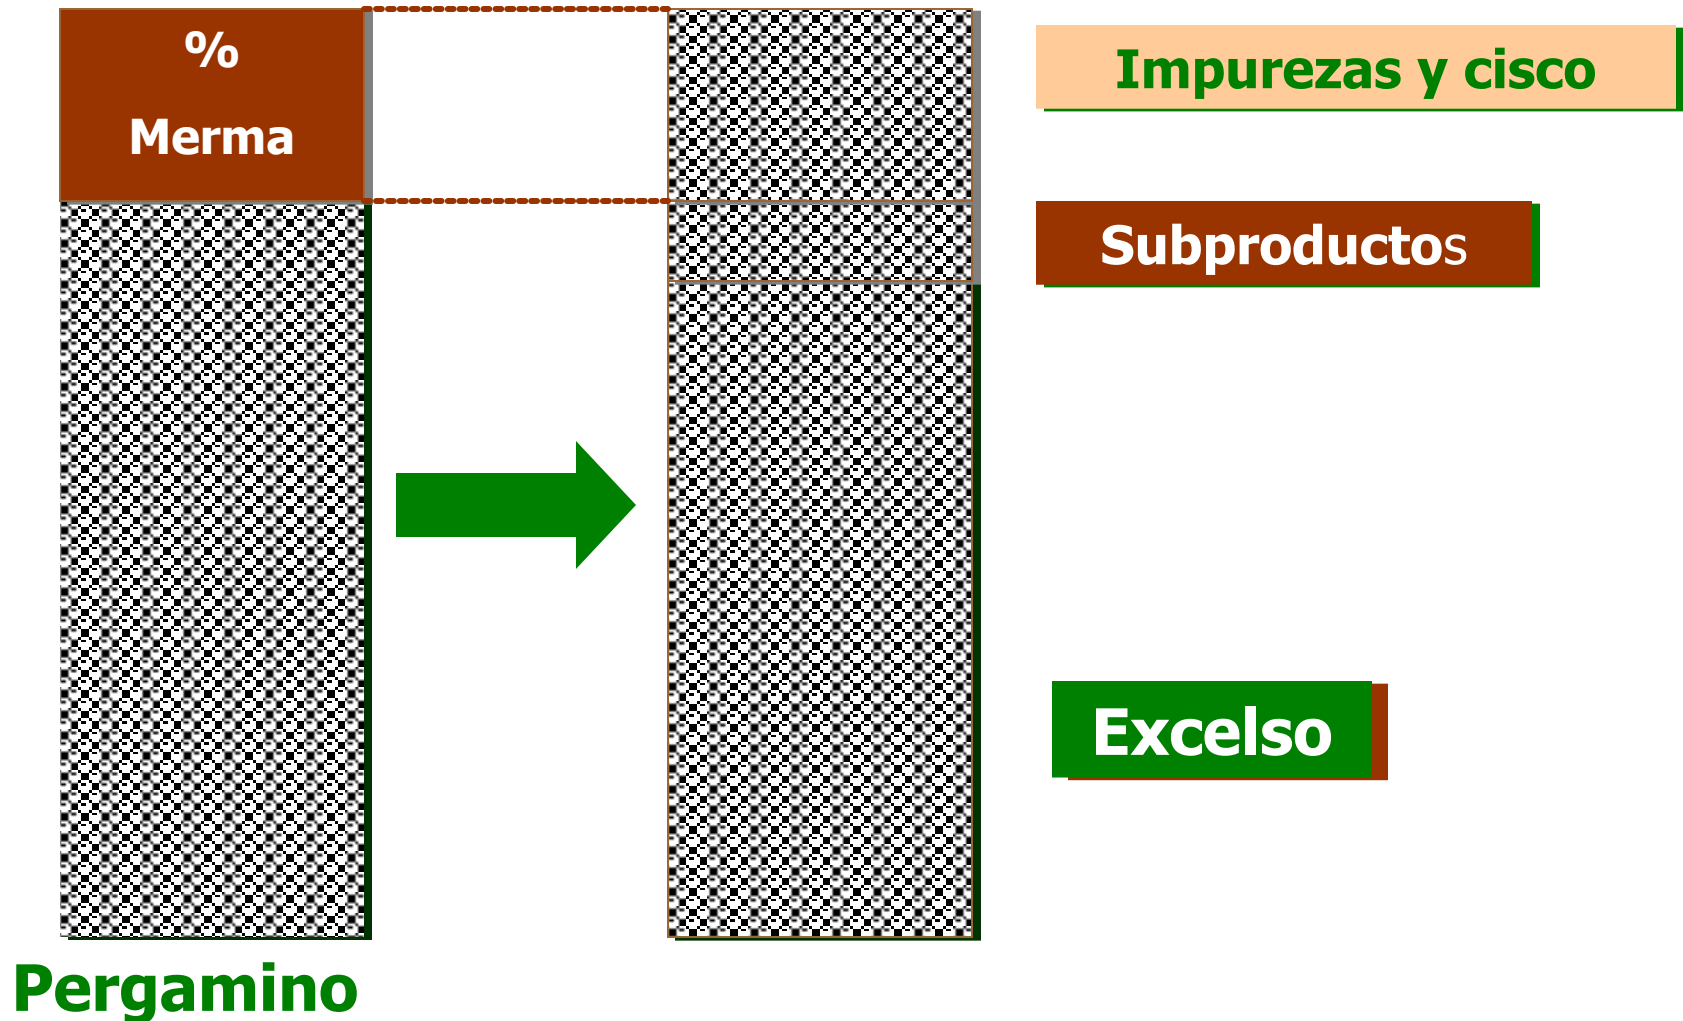 %
Merma
Impurezas y cisco
Subproductos
Excelso
Pergamino